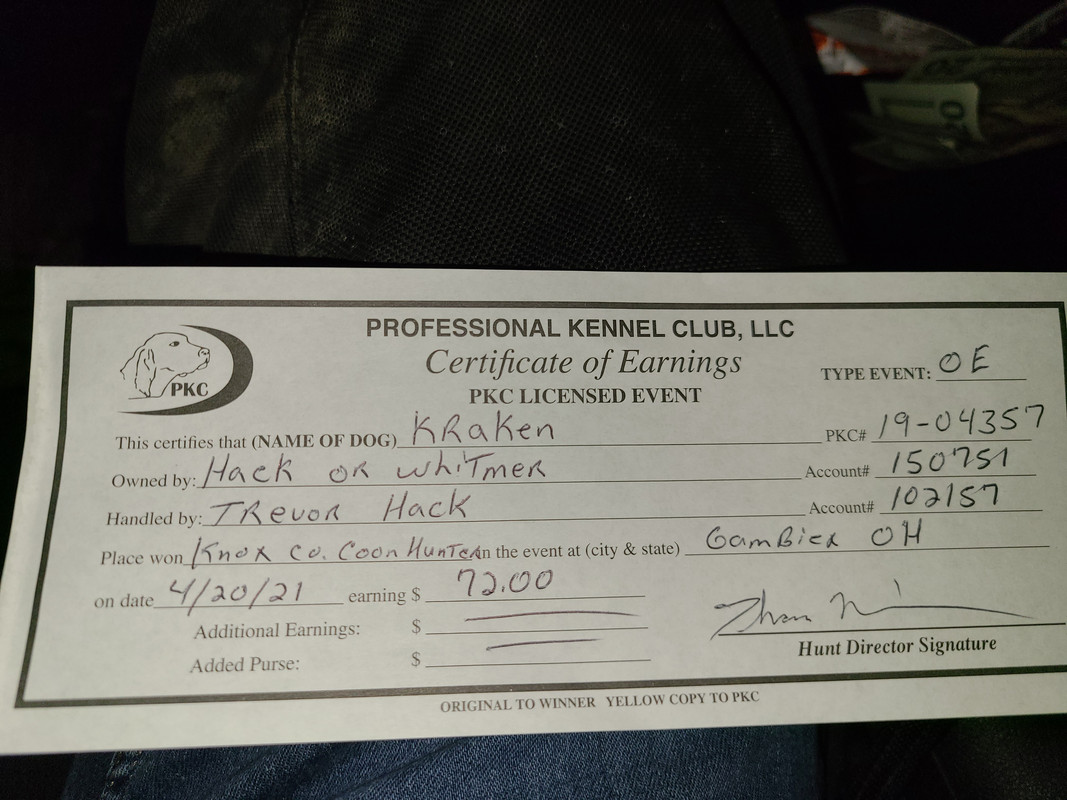 PROFESSIONAL KENNEL CLUB, LLC
Certificate of Earnings
PKC LICENSED EVENT
PKC
TYPE EVENT: OE
This certifies that (NAME OF DOG) KRaKen PKC# 19-04357
Owned by: Hack OR WhiTmeR Account# 150751
Handled by: TRevoR Hack Account# 102157
Place won Knox co. Coon HunTeR in the event at (city & state) GamBieR OH
on date 4/20/21 earning $ 72.00
Additional Earnings: $
Added Purse: $
Hunt Director Signature
ORIGINAL TO WINNER YELLOW COPY TO PKC